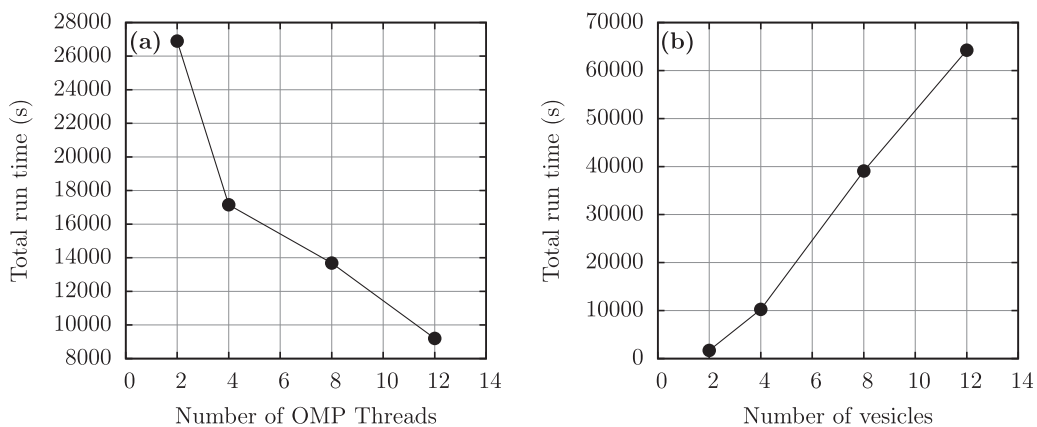 (a)
Total run time (s)
28000
26000
24000
22000
20000
18000
16000
14000
12000
10000
8000
0 2 4 6 8 10 12 14
Number of OMP Threads
(b)
Total run time (s)
70000
60000
50000
40000
30000
20000
10000
0
0 2 4 6 8 10 12 14
Number of vesicles